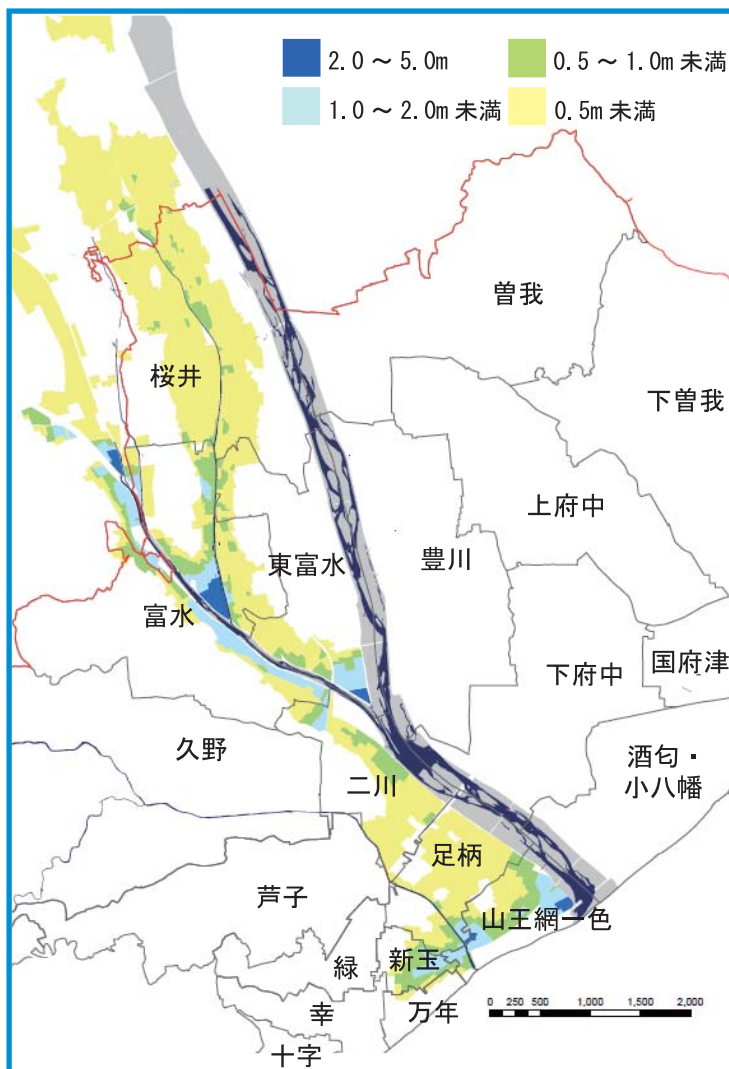 2.0 ~ 5.0m
0.5 ~ 1.0m 未満
1.0 ~ 2.0m 未満
0.5m 未満
曽我
桜井
下曽我
上府中
東富水
豊川
富水
下府中
国府津
久野
酒匂・
小八幡
二川
足柄
芦子
山王網一色
緑
新玉
幸
万年
十字
0 250 500 1,000 1,500 2,000